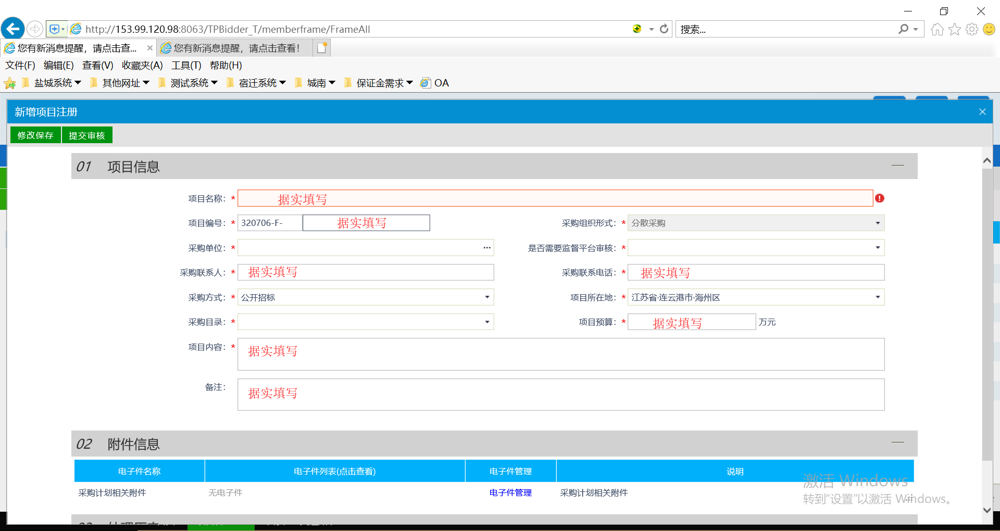 http://153.99.120.98:8063/TPBidder_T/memberframe/FrameAll
搜索...
您有新消息提醒，请点击查...
您有新消息提醒，请点击查看！
文件(F) 编辑(E) 查看(V) 收藏夹(A) 工具(T) 帮助(H)
盐城系统 其他网址 测试系统 宿迁系统 城南 保证金需求 OA
新增项目注册
修改保存 提交审核
01 项目信息
项目名称：* 据实填写
项目编号：* 320706-F- 据实填写 采购组织形式：* 分散采购
采购单位：* ... 是否需要监督平台审核：*
采购联系人：* 据实填写 采购联系电话：* 据实填写
采购方式：* 公开招标 项目所在地：* 江苏省·连云港市·海州区
采购目录：* 项目预算：* 据实填写 万元
项目内容：* 据实填写
备注： 据实填写
02 附件信息
电子件名称 电子件列表(点击查看) 电子件管理 说明
采购计划相关附件 无电子件 电子件管理 采购计划相关附件
激活 Windows
转到“设置”以激活 Windows。